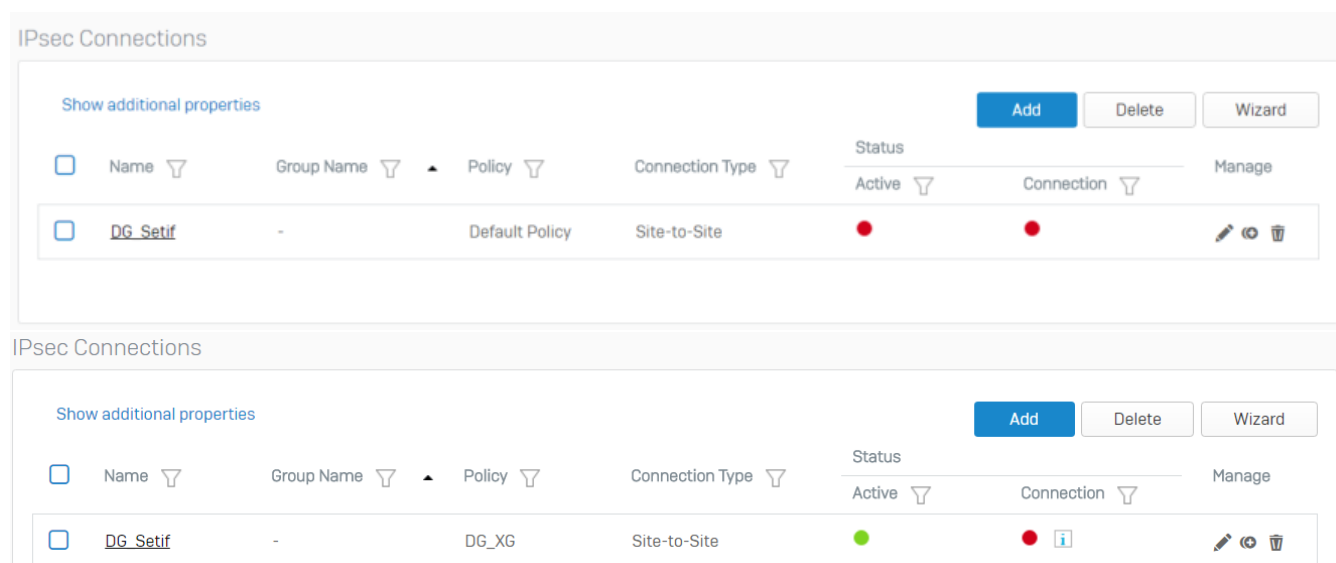 IPsec Connections
Show additional properties
Add Delete Wizard
Status
Name Group Name Policy Connection Type Manage
Active Connection
DG_Setif - Default Policy Site-to-Site
IPsec Connections
Show additional properties
Add Delete Wizard
Status
Name Group Name Policy Connection Type Manage
Active Connection
DG_Setif - DG_XG Site-to-Site i